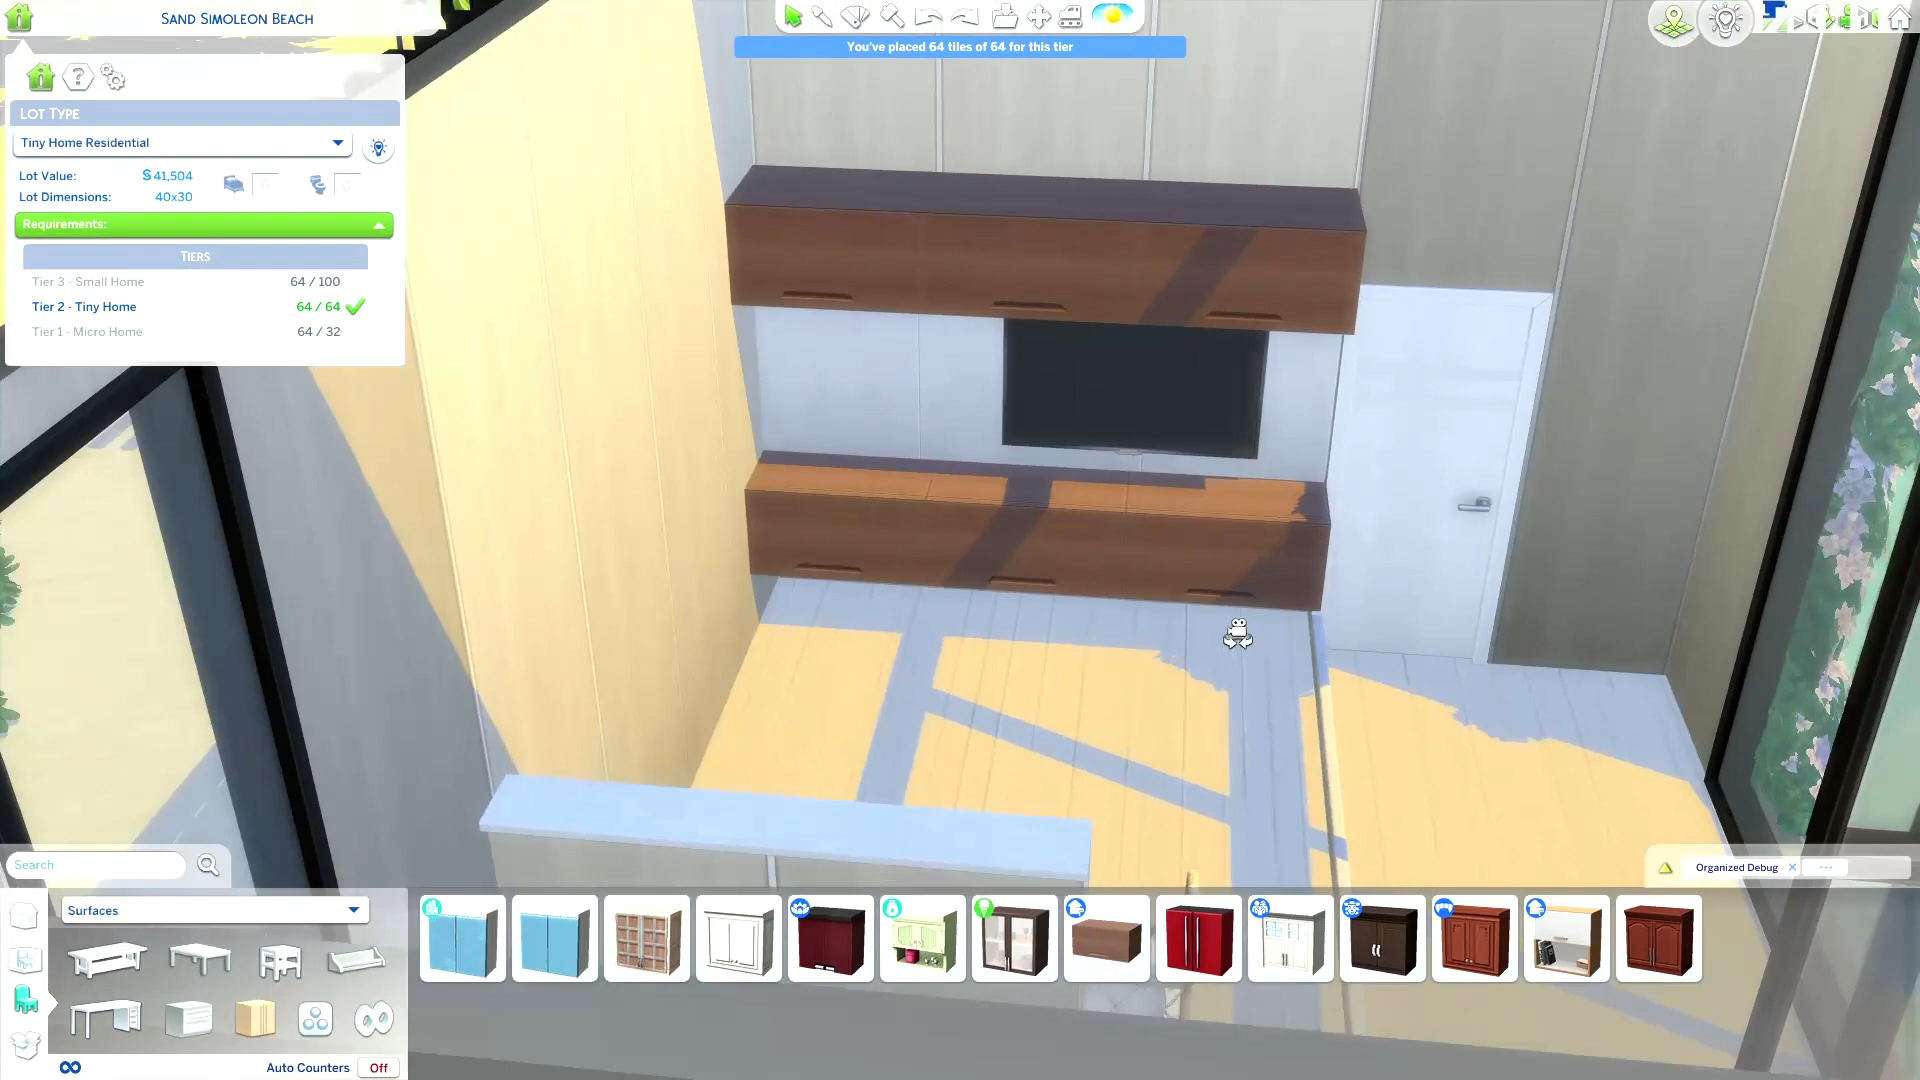 SAND SIMOLEON BEACH
You've placed 64 tiles of 64 for this tier
LOT TYPE
Tiny Home Residential
Lot Value: §41,504
Lot Dimensions: 40x30
Requirements:
TIERS
Tier 3 - Small Home 64 / 100
Tier 2 - Tiny Home 64 / 64
Tier 1 - Micro Home 64 / 32
Search
Organized Debug
Surfaces
Auto Counters Off